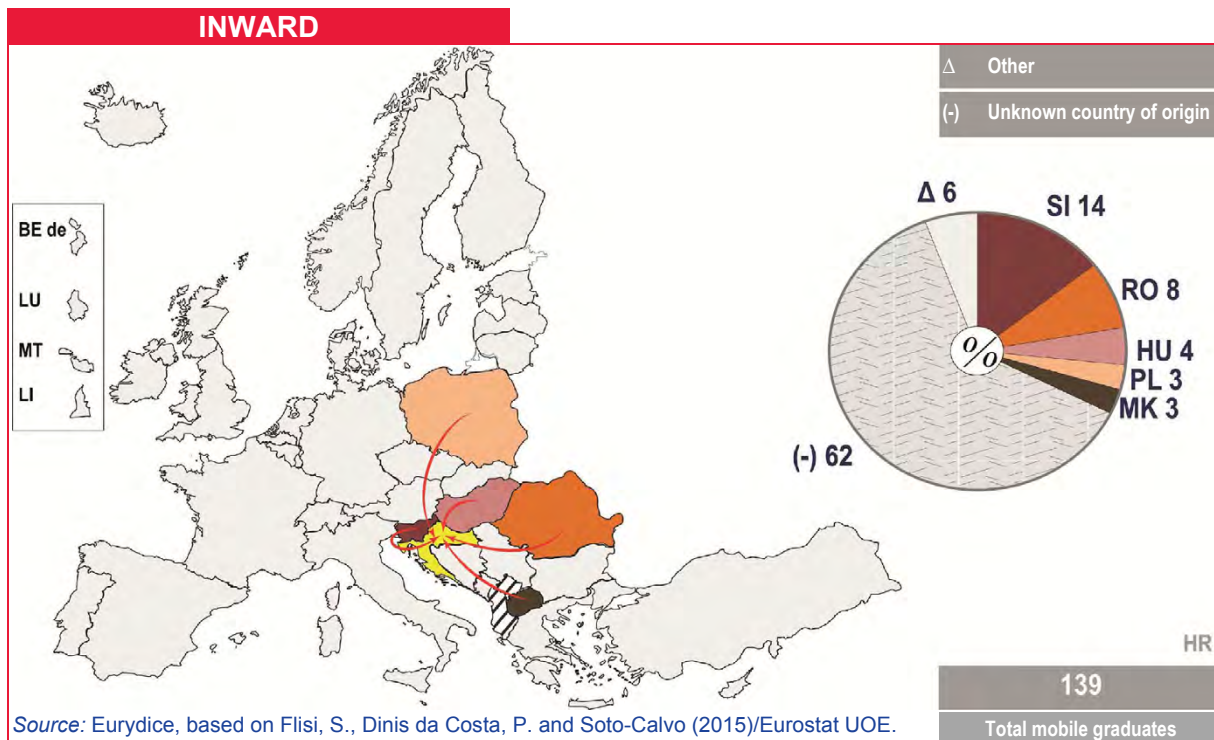 INWARD
Δ Other
(-) Unknown country of origin
BE de
LU
MT
LI
Δ 6
SI 14
RO 8
HU 4
PL 3
MK 3
(-) 62
%
HR
139
Total mobile graduates
Source: Eurydice, based on Flisi, S., Dinis da Costa, P. and Soto-Calvo (2015)/Eurostat UOE.